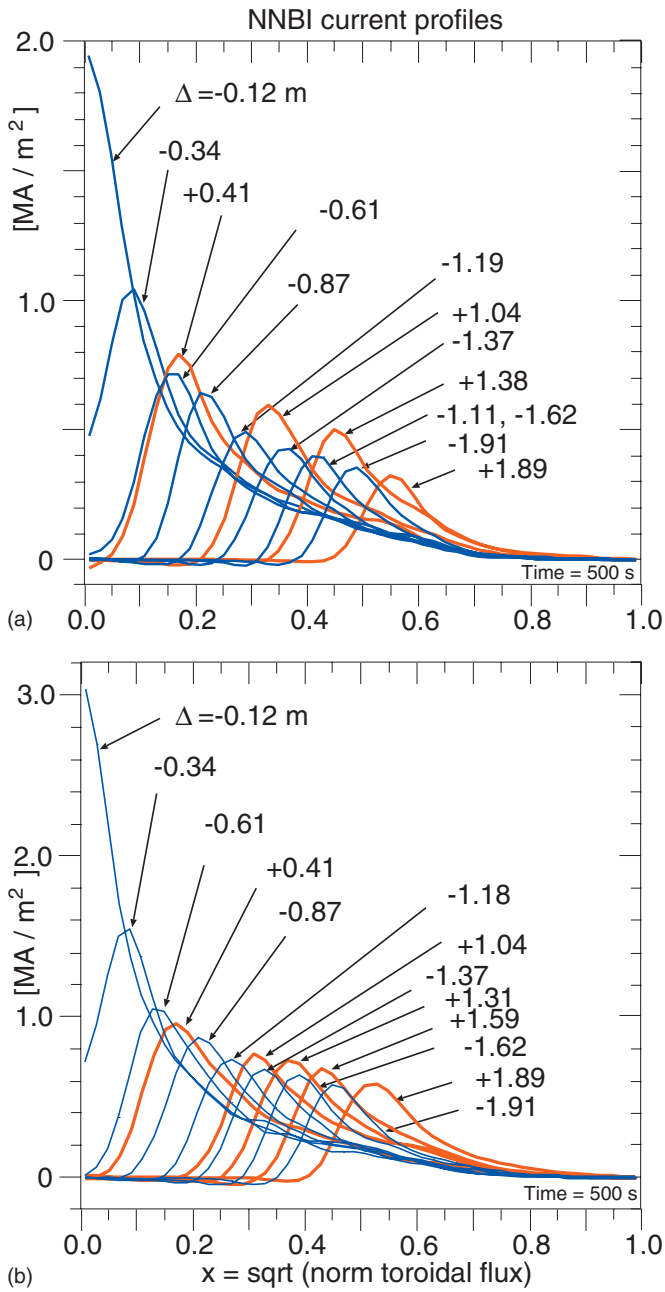 NNBI current profiles
2.0
[MA / m 2 ]
Δ =-0.12 m
-0.34
+0.41
-0.61
-0.87
-1.19
+1.04
-1.37
+1.38
-1.11, -1.62
-1.91
+1.89
1.0
0
Time = 500 s
(a)
0.0 0.2 0.4 0.6 0.8 1.0
3.0
[MA / m 2 ]
Δ =-0.12 m
-0.34
-0.61
+0.41
-0.87
-1.18
+1.04
-1.37
+1.31
+1.59
-1.62
+1.89
-1.91
2.0
1.0
0
Time = 500 s
0.0 0.2 0.4 0.6 0.8 1.0
(b)
x = sqrt (norm toroidal flux)